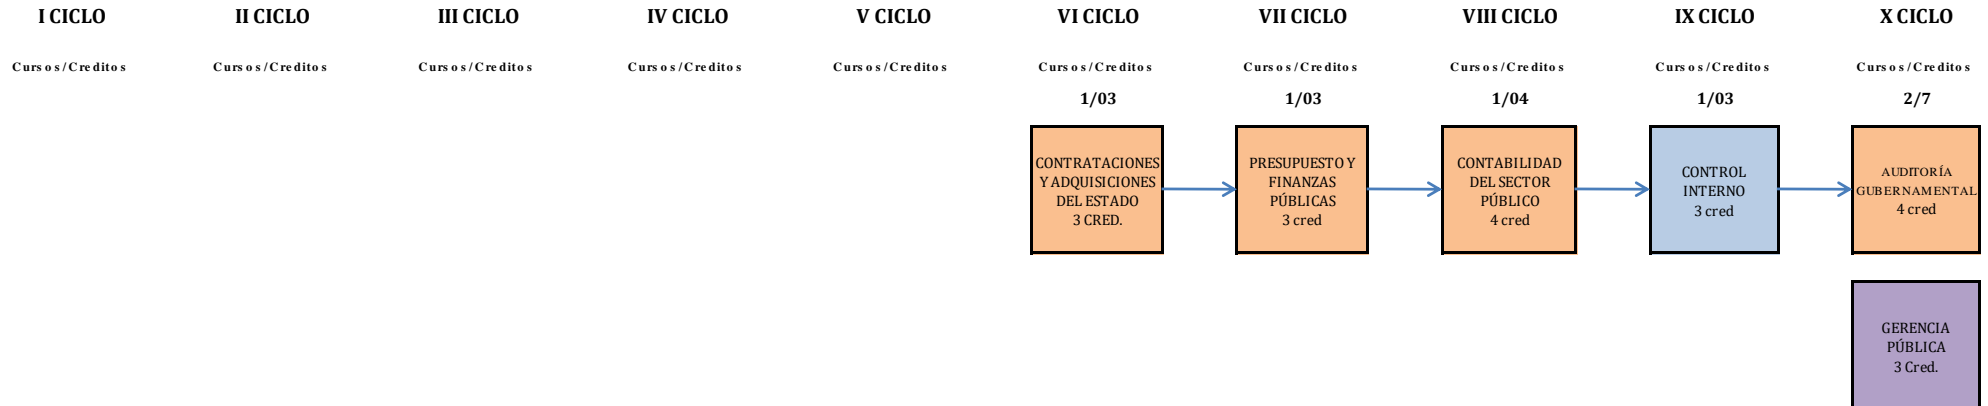 I CICLO
II CICLO
III CICLO
IV CICLO
V CICLO
VI CICLO
VII CICLO
VIII CICLO
IX CICLO
X CICLO
Cursos/Creditos
Cursos/Creditos
Cursos/Creditos
Cursos/Creditos
Cursos/Creditos
Cursos/Creditos
Cursos/Creditos
Cursos/Creditos
Cursos/Creditos
Cursos/Creditos
1/03
1/03
1/04
1/03
2/7
CONTRATACIONES
Y ADQUISICIONES
DEL ESTADO
3 CRED.
PRESUPUESTO Y
FINANZAS
PÚBLICAS
3 cred
CONTABILIDAD
DEL SECTOR
PÚBLICO
4 cred
CONTROL
INTERNO
3 cred
AUDITORÍA
GUBERNAMENTAL
4 cred
GERENCIA
PÚBLICA
3 Cred.